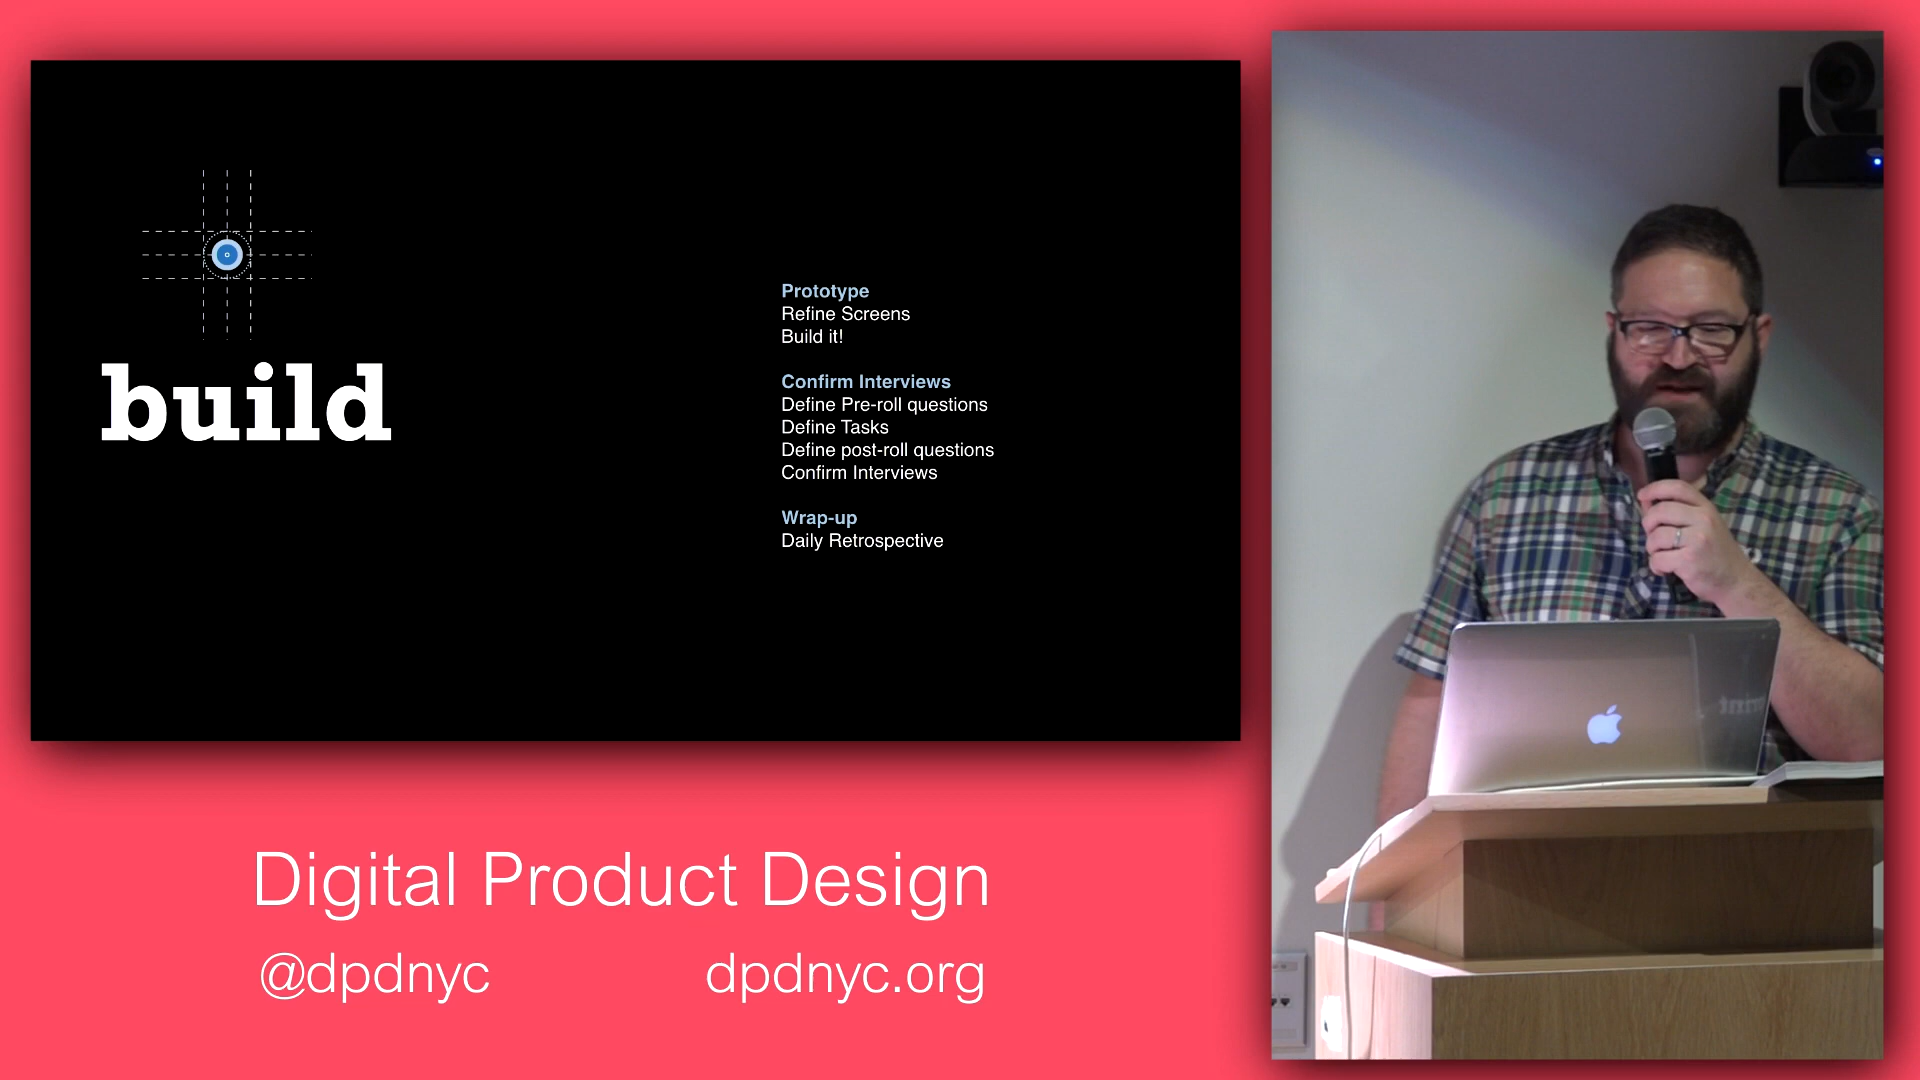 build
Prototype
Refine Screens
Build it!
Confirm Interviews
Define Pre-roll questions
Define Tasks
Define post-roll questions
Confirm Interviews
Wrap-up
Daily Retrospective
Digital Product Design
@dpdnyc
dpdnyc.org